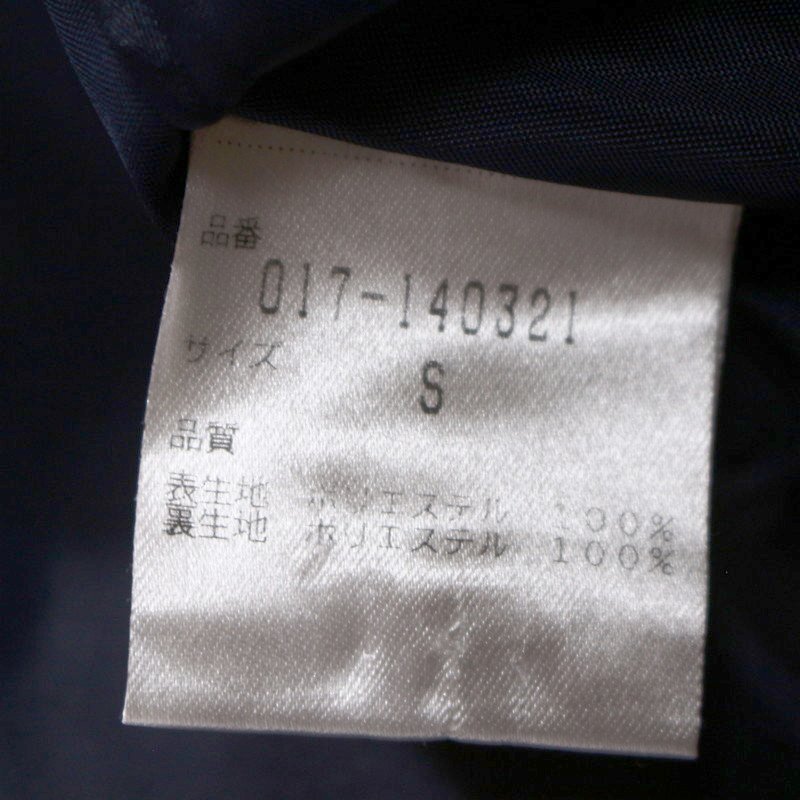 品番
017-140321
サイズ
S
品質
表生地 ポリエステル 100%
裏生地 ポリエステル 100%